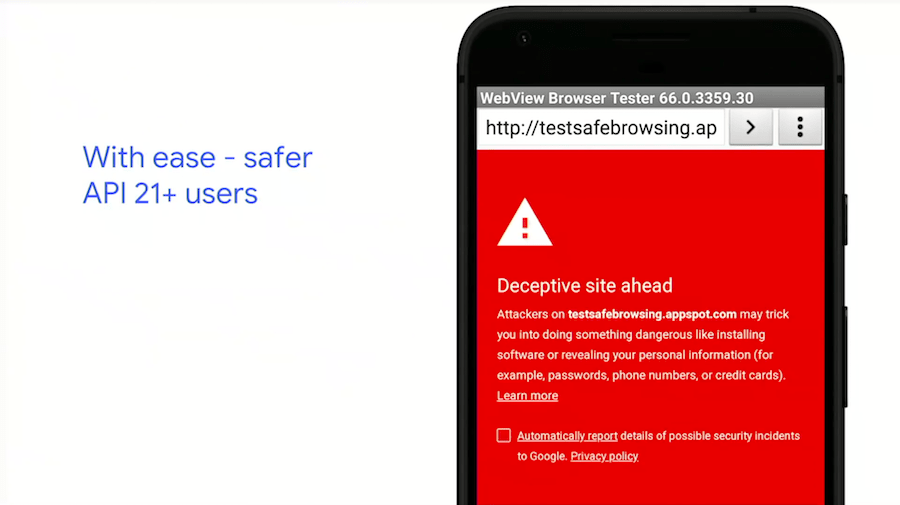 With ease - safer
API 21+ users
WebView Browser Tester 66.0.3359.30
http://testsafebrowsing.ap
Deceptive site ahead
Attackers on testsafebrowsing.appspot.com may trick
you into doing something dangerous like installing
software or revealing your personal information (for
example, passwords, phone numbers, or credit cards).
Learn more
Automatically report details of possible security incidents
to Google. Privacy policy